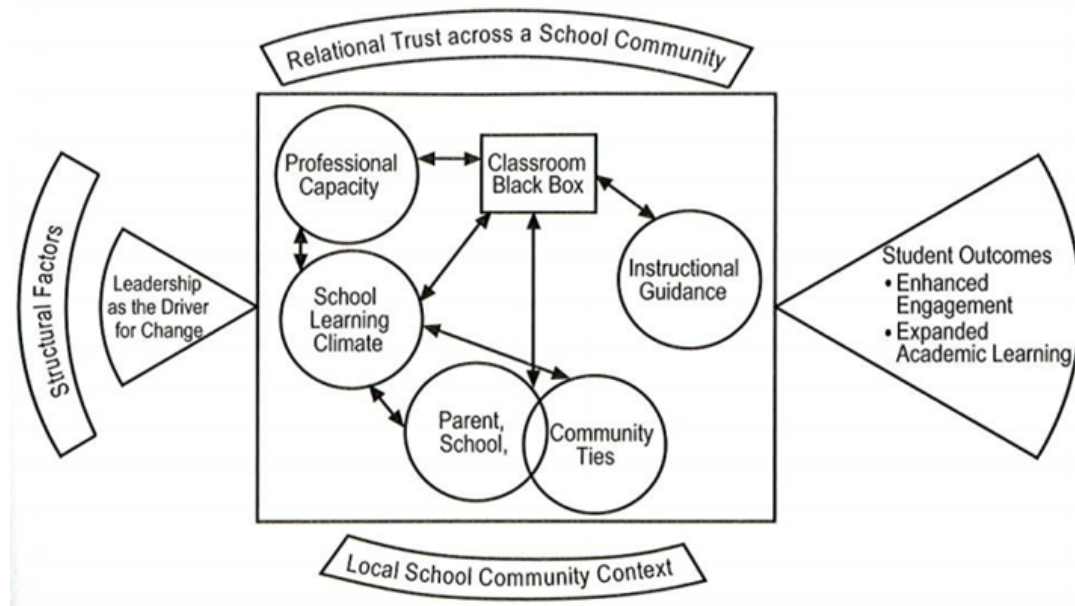 Relational Trust across a School Community
Structural Factors
Leadership
as the Driver
for Change
Professional
Capacity
Classroom
Black Box
School
Learning
Climate
Instructional
Guidance
Parent,
School,
Community
Ties
Student Outcomes
• Enhanced
Engagement
• Expanded
Academic Learning
Local School Community Context